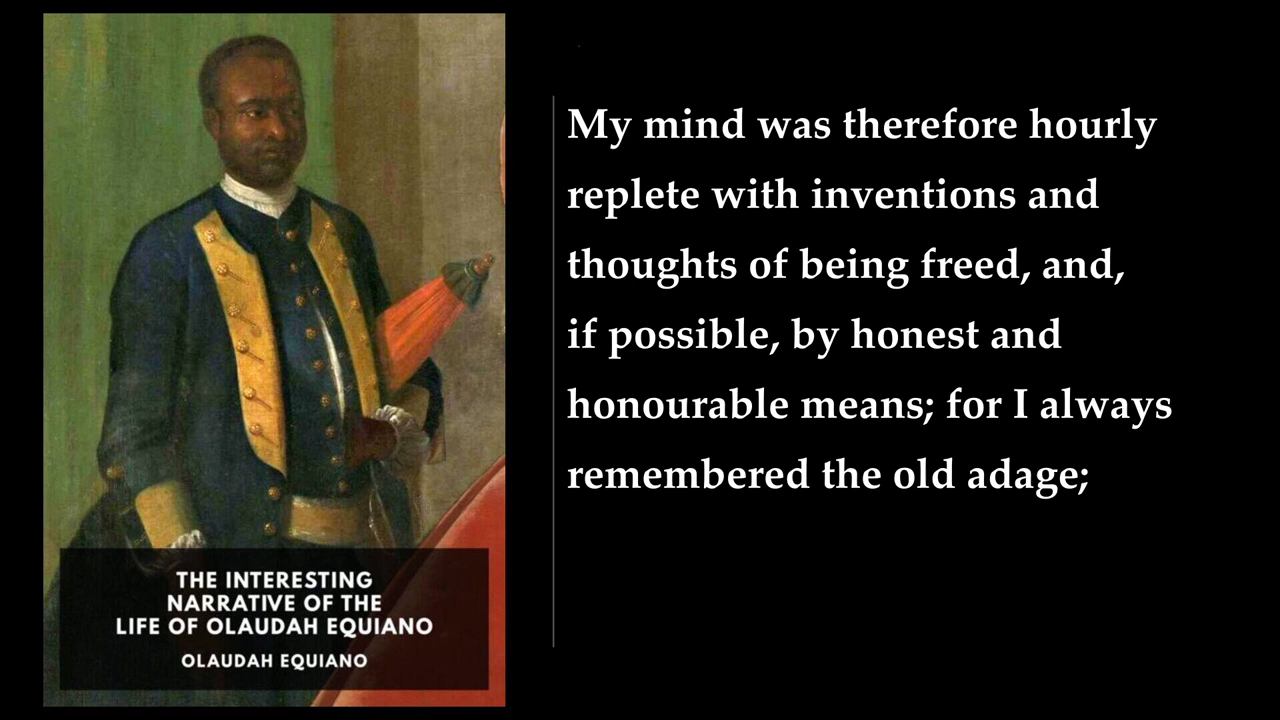 My mind was therefore hourly
replete with inventions and
thoughts of being freed, and,
if possible, by honest and
honourable means; for I always
remembered the old adage;
THE INTERESTING
NARRATIVE OF THE
LIFE OF OLAUDAH EQUIANO
OLAUDAH EQUIANO